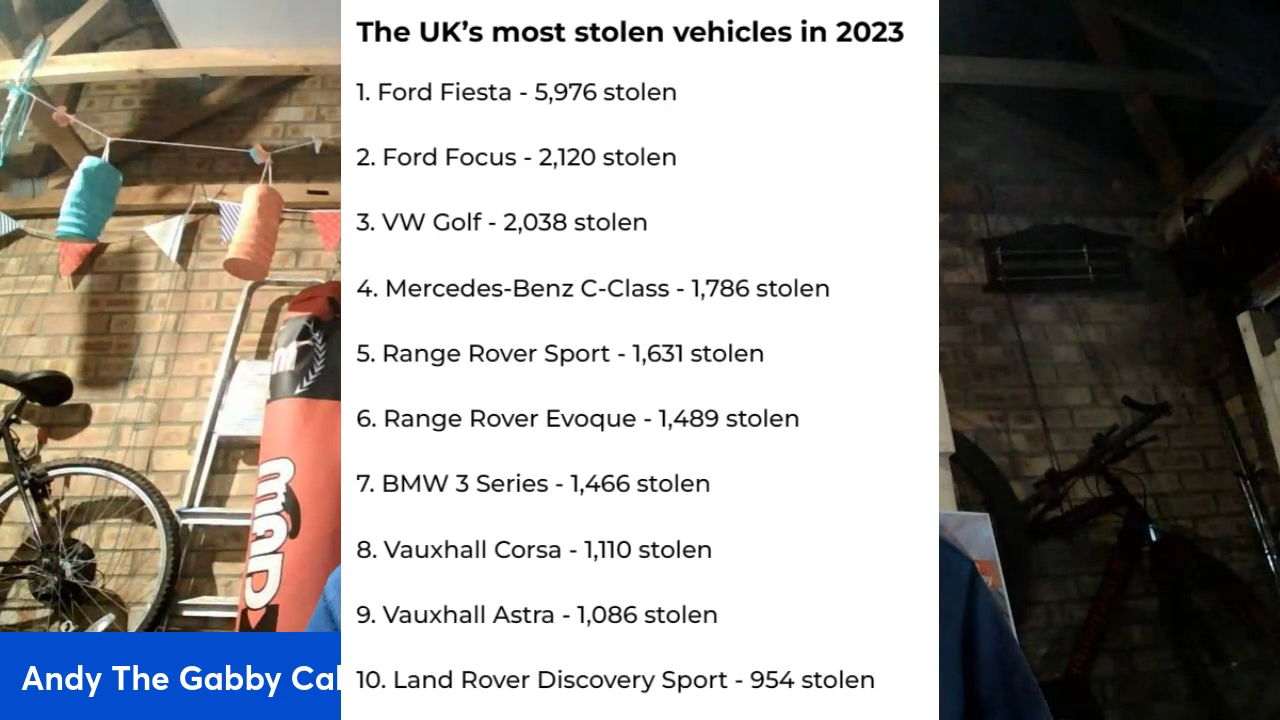 The UK’s most stolen vehicles in 2023
1. Ford Fiesta - 5,976 stolen
2. Ford Focus - 2,120 stolen
3. VW Golf - 2,038 stolen
4. Mercedes-Benz C-Class - 1,786 stolen
5. Range Rover Sport - 1,631 stolen
6. Range Rover Evoque - 1,489 stolen
7. BMW 3 Series - 1,466 stolen
8. Vauxhall Corsa - 1,110 stolen
9. Vauxhall Astra - 1,086 stolen
10. Land Rover Discovery Sport - 954 stolen
MAD
Andy The Gabby Ca